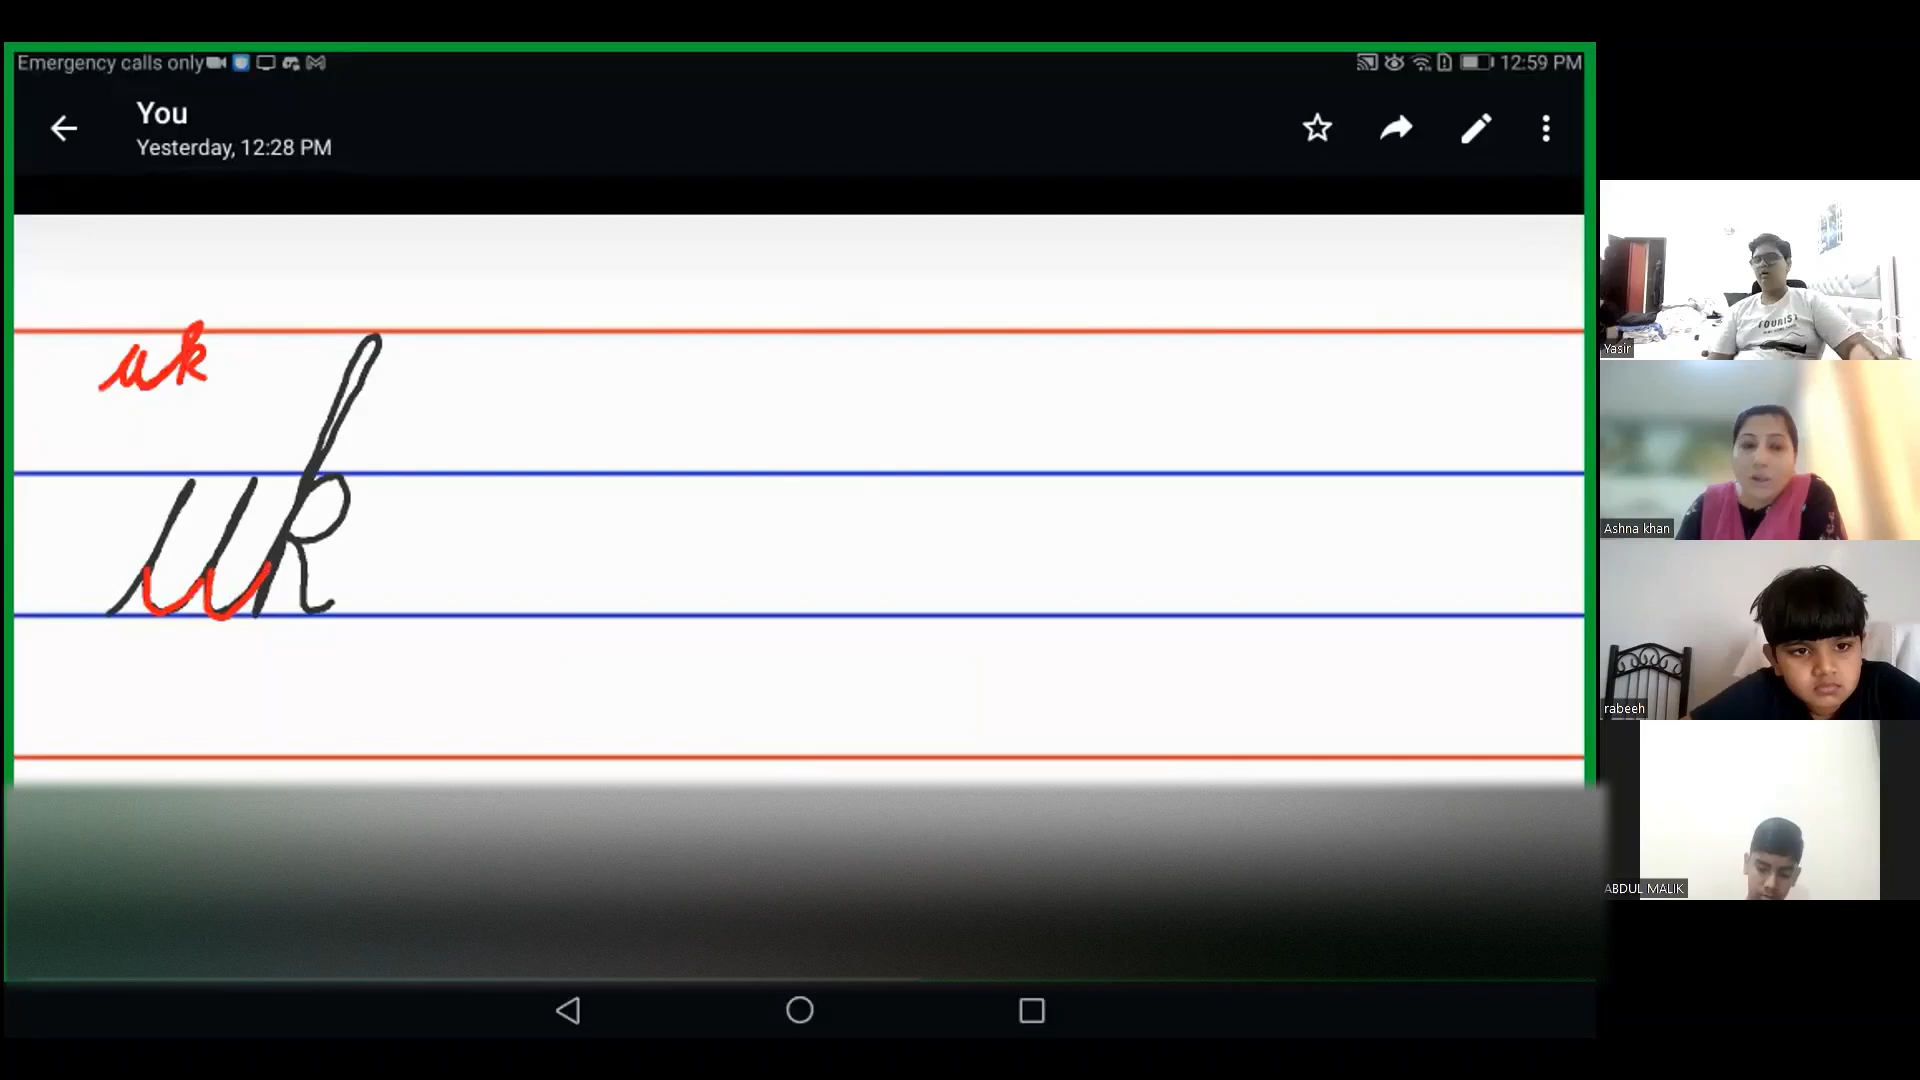 Emergency calls only 12:59 PM
You
Yesterday, 12:28 PM
uk
uk
TOURIST
Yasir
Ashna khan
rabeeh
ABDUL MALIK